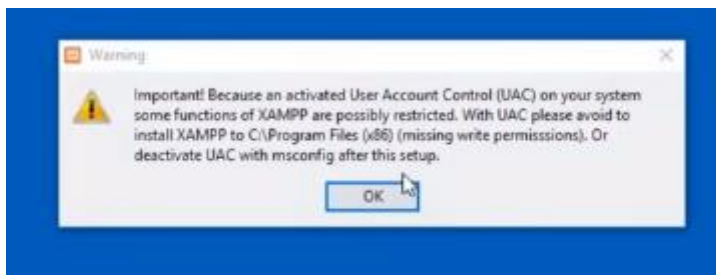 Warning
Important! Because an activated User Account Control (UAC) on your system
some functions of XAMPP are possibly restricted. With UAC please avoid to
install XAMPP to C:\Program Files (x86) (missing write permisssions). Or
deactivate UAC with msconfig after this setup.
OK